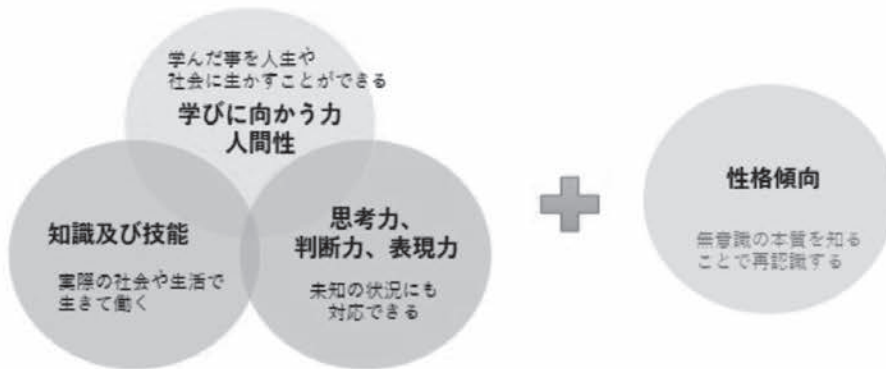 学んだ事を人生や
社会に生かすことができる
学びに向かう力
人間性
知識及び技能
実際の社会や生活で
生きて働く
思考力、
判断力、表現力
未知の状況にも
対応できる
性格傾向
無意識の本質を知る
ことで再認識する